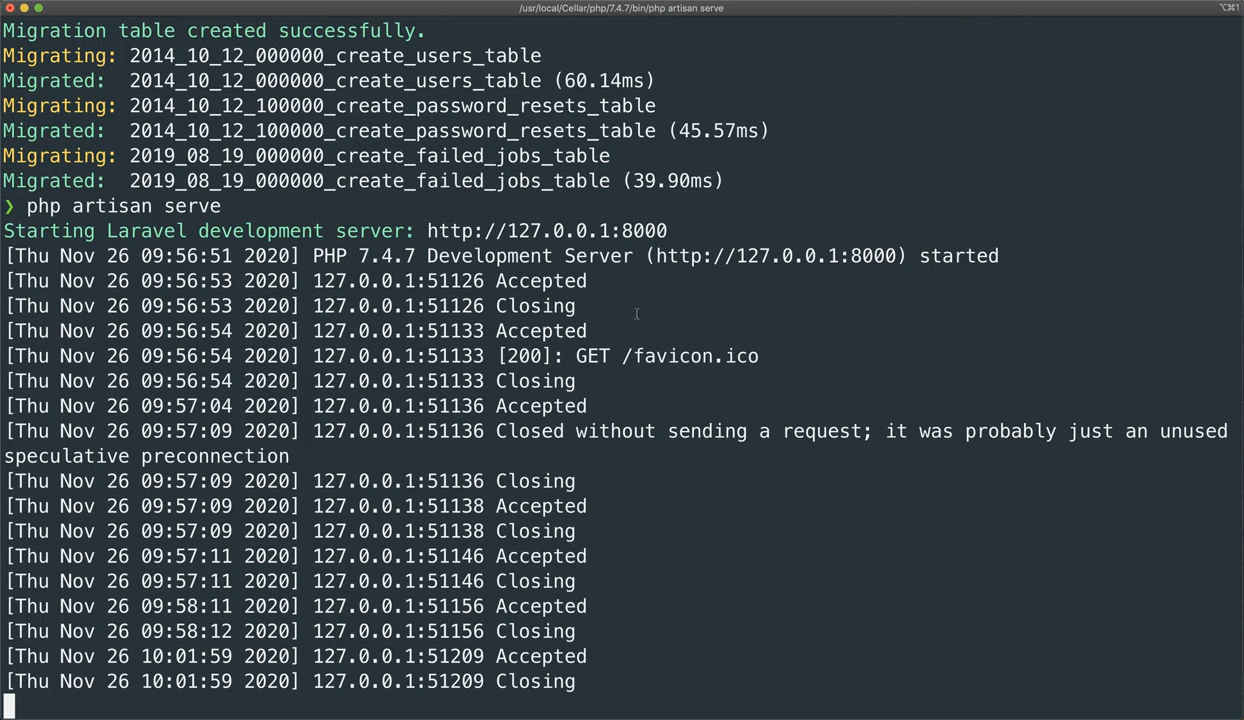 /usr/local/Cellar/php/7.4.7/bin/php artisan serve
⌥⌘1
Migration table created successfully.
Migrating: 2014_10_12_000000_create_users_table
Migrated:  2014_10_12_000000_create_users_table (60.14ms)
Migrating: 2014_10_12_100000_create_password_resets_table
Migrated:  2014_10_12_100000_create_password_resets_table (45.57ms)
Migrating: 2019_08_19_000000_create_failed_jobs_table
Migrated:  2019_08_19_000000_create_failed_jobs_table (39.90ms)
❯ php artisan serve
Starting Laravel development server: http://127.0.0.1:8000
[Thu Nov 26 09:56:51 2020] PHP 7.4.7 Development Server (http://127.0.0.1:8000) started
[Thu Nov 26 09:56:53 2020] 127.0.0.1:51126 Accepted
[Thu Nov 26 09:56:53 2020] 127.0.0.1:51126 Closing
[Thu Nov 26 09:56:54 2020] 127.0.0.1:51133 Accepted
[Thu Nov 26 09:56:54 2020] 127.0.0.1:51133 [200]: GET /favicon.ico
[Thu Nov 26 09:56:54 2020] 127.0.0.1:51133 Closing
[Thu Nov 26 09:57:04 2020] 127.0.0.1:51136 Accepted
[Thu Nov 26 09:57:09 2020] 127.0.0.1:51136 Closed without sending a request; it was probably just an unused
speculative preconnection
[Thu Nov 26 09:57:09 2020] 127.0.0.1:51136 Closing
[Thu Nov 26 09:57:09 2020] 127.0.0.1:51138 Accepted
[Thu Nov 26 09:57:09 2020] 127.0.0.1:51138 Closing
[Thu Nov 26 09:57:11 2020] 127.0.0.1:51146 Accepted
[Thu Nov 26 09:57:11 2020] 127.0.0.1:51146 Closing
[Thu Nov 26 09:58:11 2020] 127.0.0.1:51156 Accepted
[Thu Nov 26 09:58:12 2020] 127.0.0.1:51156 Closing
[Thu Nov 26 10:01:59 2020] 127.0.0.1:51209 Accepted
[Thu Nov 26 10:01:59 2020] 127.0.0.1:51209 Closing